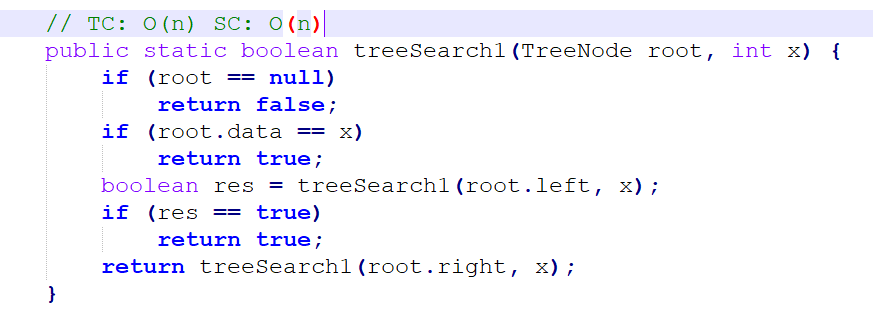 // TC: O(n) SC: O(n)
public static boolean treeSearch1(TreeNode root, int x) {
    if (root == null)
        return false;
    if (root.data == x)
        return true;
    boolean res = treeSearch1(root.left, x);
    if (res == true)
        return true;
    return treeSearch1(root.right, x);
}